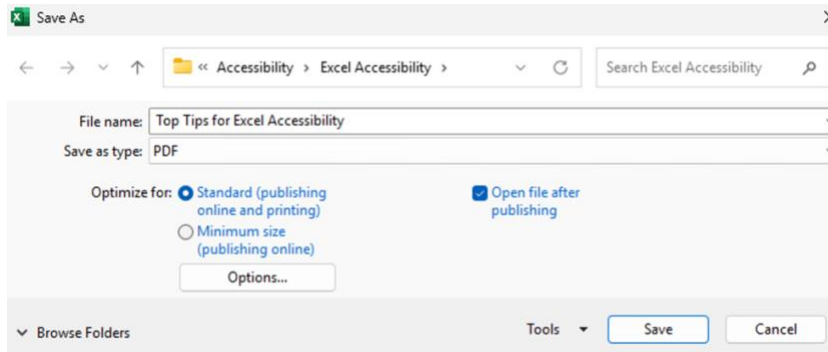 Save As
« Accessibility > Excel Accessibility >
Search Excel Accessibility
File name: Top Tips for Excel Accessibility
Save as type: PDF
Optimize for: Standard (publishing
online and printing)
Minimum size
(publishing online)
Open file after
publishing
Options...
Browse Folders
Tools
Save
Cancel